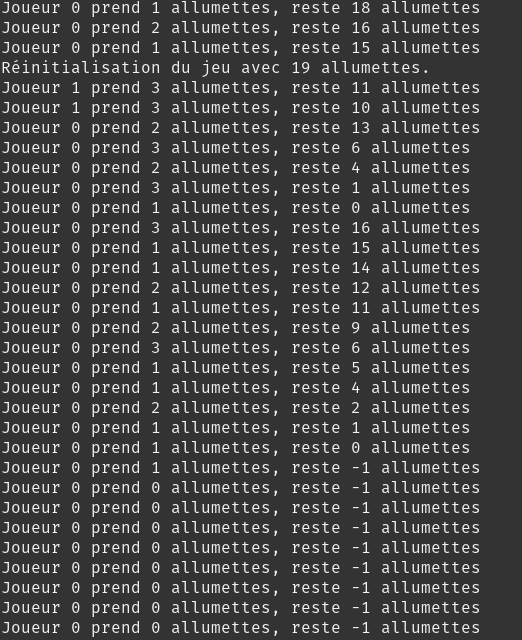 Joueur 0 prend 1 allumettes, reste 18 allumettes
Joueur 0 prend 2 allumettes, reste 16 allumettes
Joueur 0 prend 1 allumettes, reste 15 allumettes
Réinitialisation du jeu avec 19 allumettes.
Joueur 1 prend 3 allumettes, reste 11 allumettes
Joueur 1 prend 3 allumettes, reste 10 allumettes
Joueur 0 prend 2 allumettes, reste 13 allumettes
Joueur 0 prend 3 allumettes, reste 6 allumettes
Joueur 0 prend 2 allumettes, reste 4 allumettes
Joueur 0 prend 3 allumettes, reste 1 allumettes
Joueur 0 prend 1 allumettes, reste 0 allumettes
Joueur 0 prend 3 allumettes, reste 16 allumettes
Joueur 0 prend 1 allumettes, reste 15 allumettes
Joueur 0 prend 1 allumettes, reste 14 allumettes
Joueur 0 prend 2 allumettes, reste 12 allumettes
Joueur 0 prend 1 allumettes, reste 11 allumettes
Joueur 0 prend 2 allumettes, reste 9 allumettes
Joueur 0 prend 3 allumettes, reste 6 allumettes
Joueur 0 prend 1 allumettes, reste 5 allumettes
Joueur 0 prend 1 allumettes, reste 4 allumettes
Joueur 0 prend 2 allumettes, reste 2 allumettes
Joueur 0 prend 1 allumettes, reste 1 allumettes
Joueur 0 prend 1 allumettes, reste 0 allumettes
Joueur 0 prend 1 allumettes, reste -1 allumettes
Joueur 0 prend 0 allumettes, reste -1 allumettes
Joueur 0 prend 0 allumettes, reste -1 allumettes
Joueur 0 prend 0 allumettes, reste -1 allumettes
Joueur 0 prend 0 allumettes, reste -1 allumettes
Joueur 0 prend 0 allumettes, reste -1 allumettes
Joueur 0 prend 0 allumettes, reste -1 allumettes
Joueur 0 prend 0 allumettes, reste -1 allumettes
Joueur 0 prend 0 allumettes, reste -1 allumettes